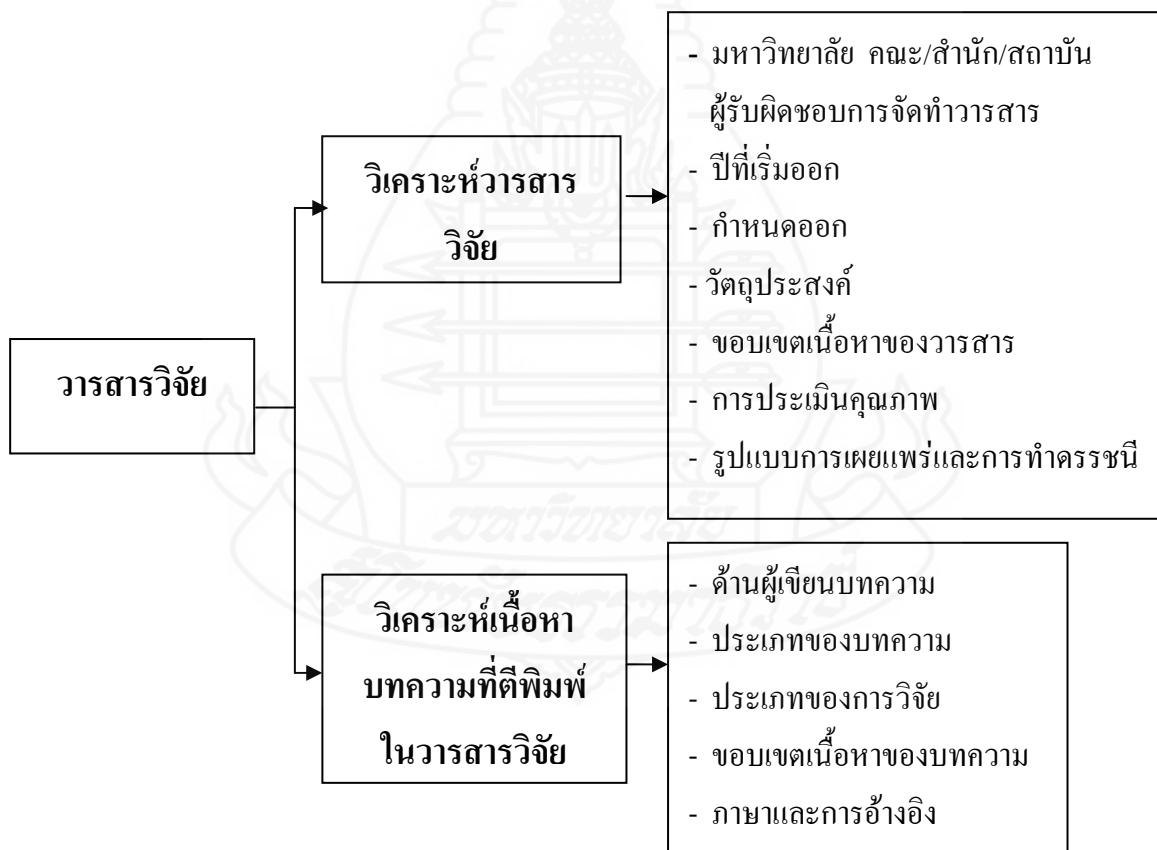 วารสารวิจัย
วิเคราะห์วารสาร
วิจัย
- มหาวิทยาลัย คณะ/สำนัก/สถาบัน
ผู้รับผิดชอบการจัดทำวารสาร
- ปีที่เริ่มออก
- กำหนดออก
- วัตถุประสงค์
- ขอบเขตเนื้อหาของวารสาร
- การประเมินคุณภาพ
- รูปแบบการเผยแพร่และการทำดรรชนี
วิเคราะห์เนื้อหา
บทความที่ตีพิมพ์
ในวารสารวิจัย
- ด้านผู้เขียนบทความ
- ประเภทของบทความ
- ประเภทของการวิจัย
- ขอบเขตเนื้อหาของบทความ
- ภาษาและการอ้างอิง
มหาวิทยาลัย